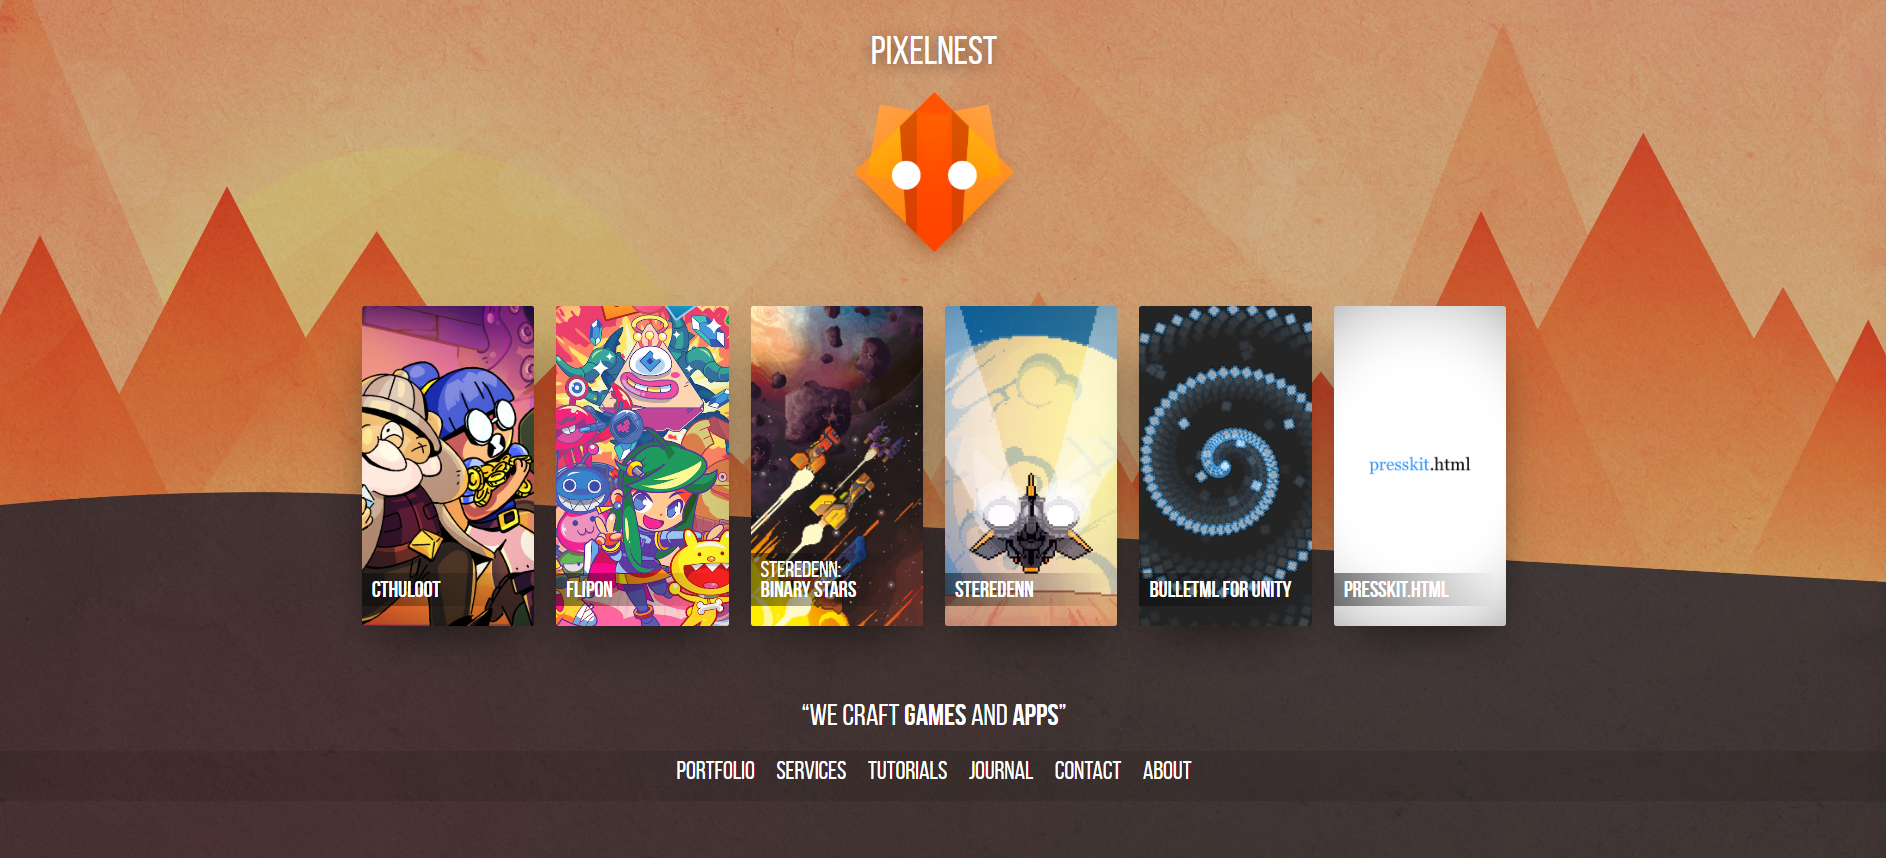 PIXELNEST
presskit.html
CTHULOOT
FLIPON
STEREDENN:
BINARY STARS
STEREDENN
BULLETML FOR UNITY
PRESSKIT.HTML
“WE CRAFT GAMES AND APPS”
PORTFOLIO SERVICES TUTORIALS JOURNAL CONTACT ABOUT